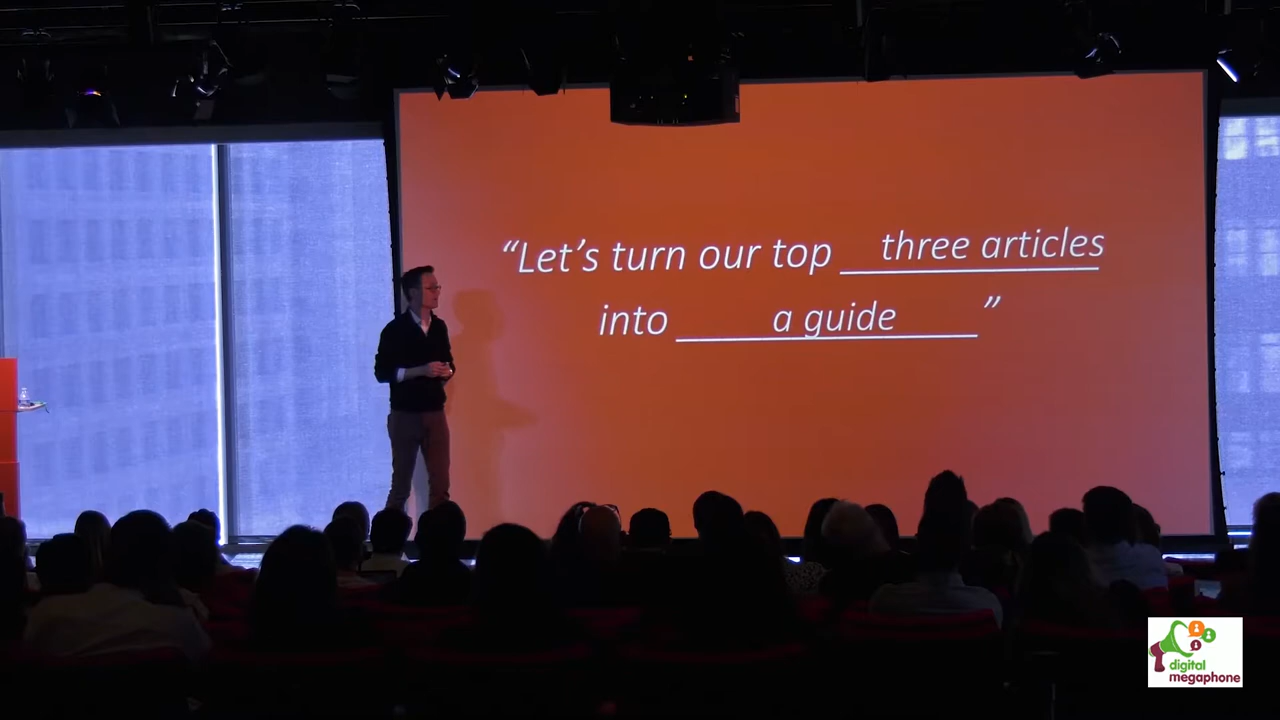 “Let’s turn our top three articles
into a guide”
digital
megaphone